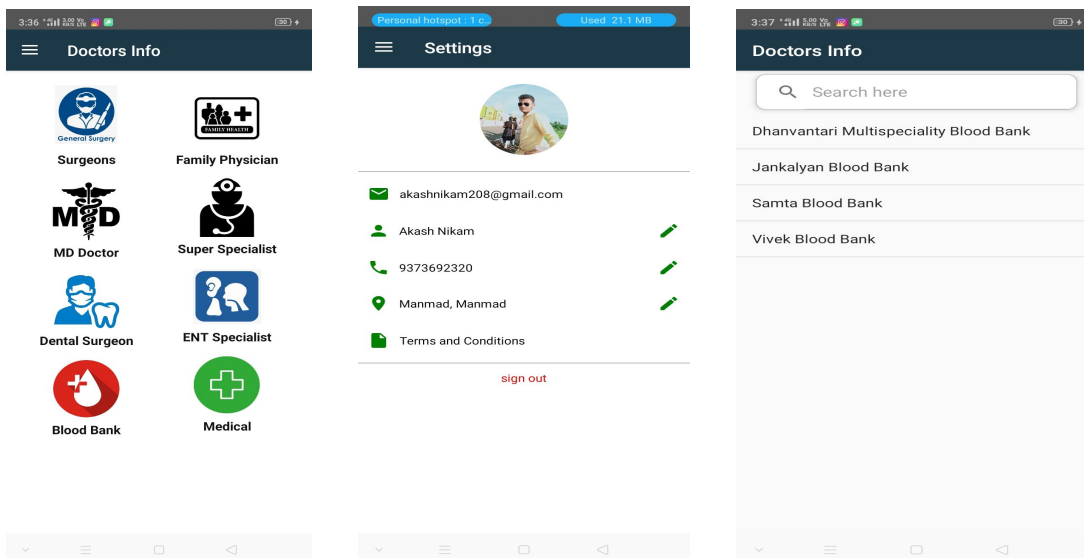 3:36
30
Doctors Info
General Surgery
Surgeons
FAMILY HEALTH
Family Physician
MD
MD Doctor
Super Specialist
Dental Surgeon
ENT Specialist
Blood Bank
Medical
Personal hotspot : 1 c...
Used 21.1 MB
Settings
akashnikam208@gmail.com
Akash Nikam
9373692320
Manmad, Manmad
Terms and Conditions
sign out
3:37
30
Doctors Info
Search here
Dhanvantari Multispeciality Blood Bank
Jankalyan Blood Bank
Samta Blood Bank
Vivek Blood Bank